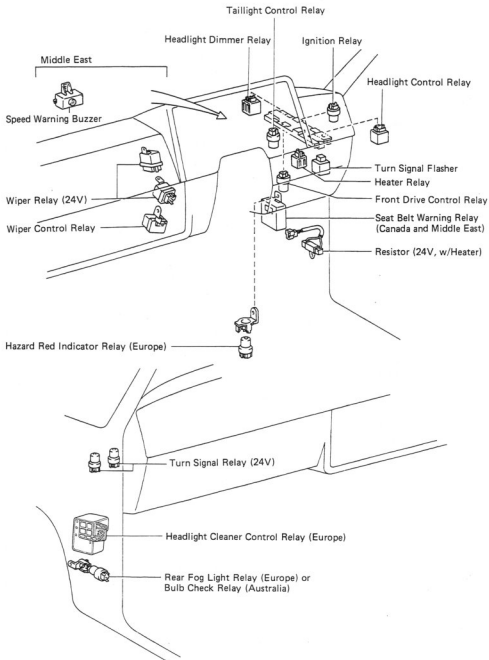 Taillight Control Relay
Headlight Dimmer Relay
Ignition Relay
Middle East
Headlight Control Relay
Speed Warning Buzzer
Turn Signal Flasher
Heater Relay
Wiper Relay (24V)
Front Drive Control Relay
Seat Belt Warning Relay
(Canada and Middle East)
Wiper Control Relay
Resistor (24V, w/Heater)
Hazard Red Indicator Relay (Europe)
Turn Signal Relay (24V)
Headlight Cleaner Control Relay (Europe)
Rear Fog Light Relay (Europe) or
Bulb Check Relay (Australia)